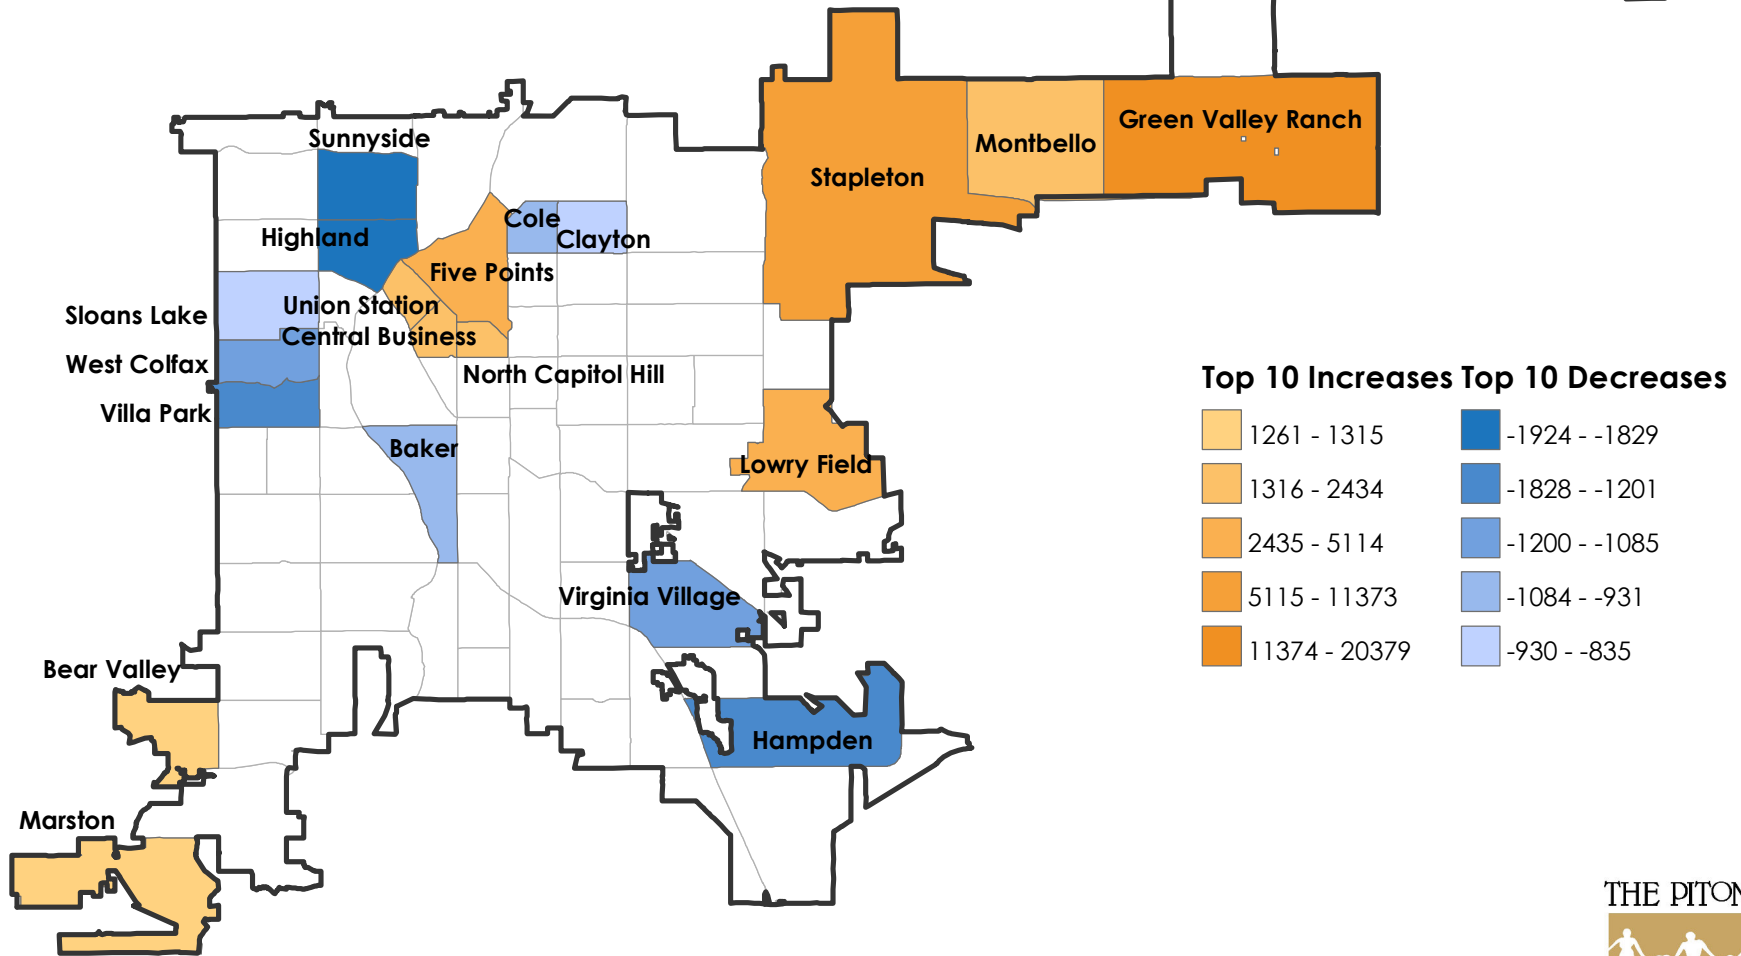 Green Valley Ranch
Sunnyside
Montbello
Stapleton
Cole
Highland
Clayton
Five Points
Union Station
Sloans Lake
Central Business
West Colfax
North Capitol Hill
Villa Park
Baker
Lowry Field
Virginia Village
Bear Valley
Hampden
Marston
Top 10 Increases Top 10 Decreases
1261 - 1315 -1924 - -1829
1316 - 2434 -1828 - -1201
2435 - 5114 -1200 - -1085
5115 - 11373 -1084 - -931
11374 - 20379 -930 - -835
THE PITON